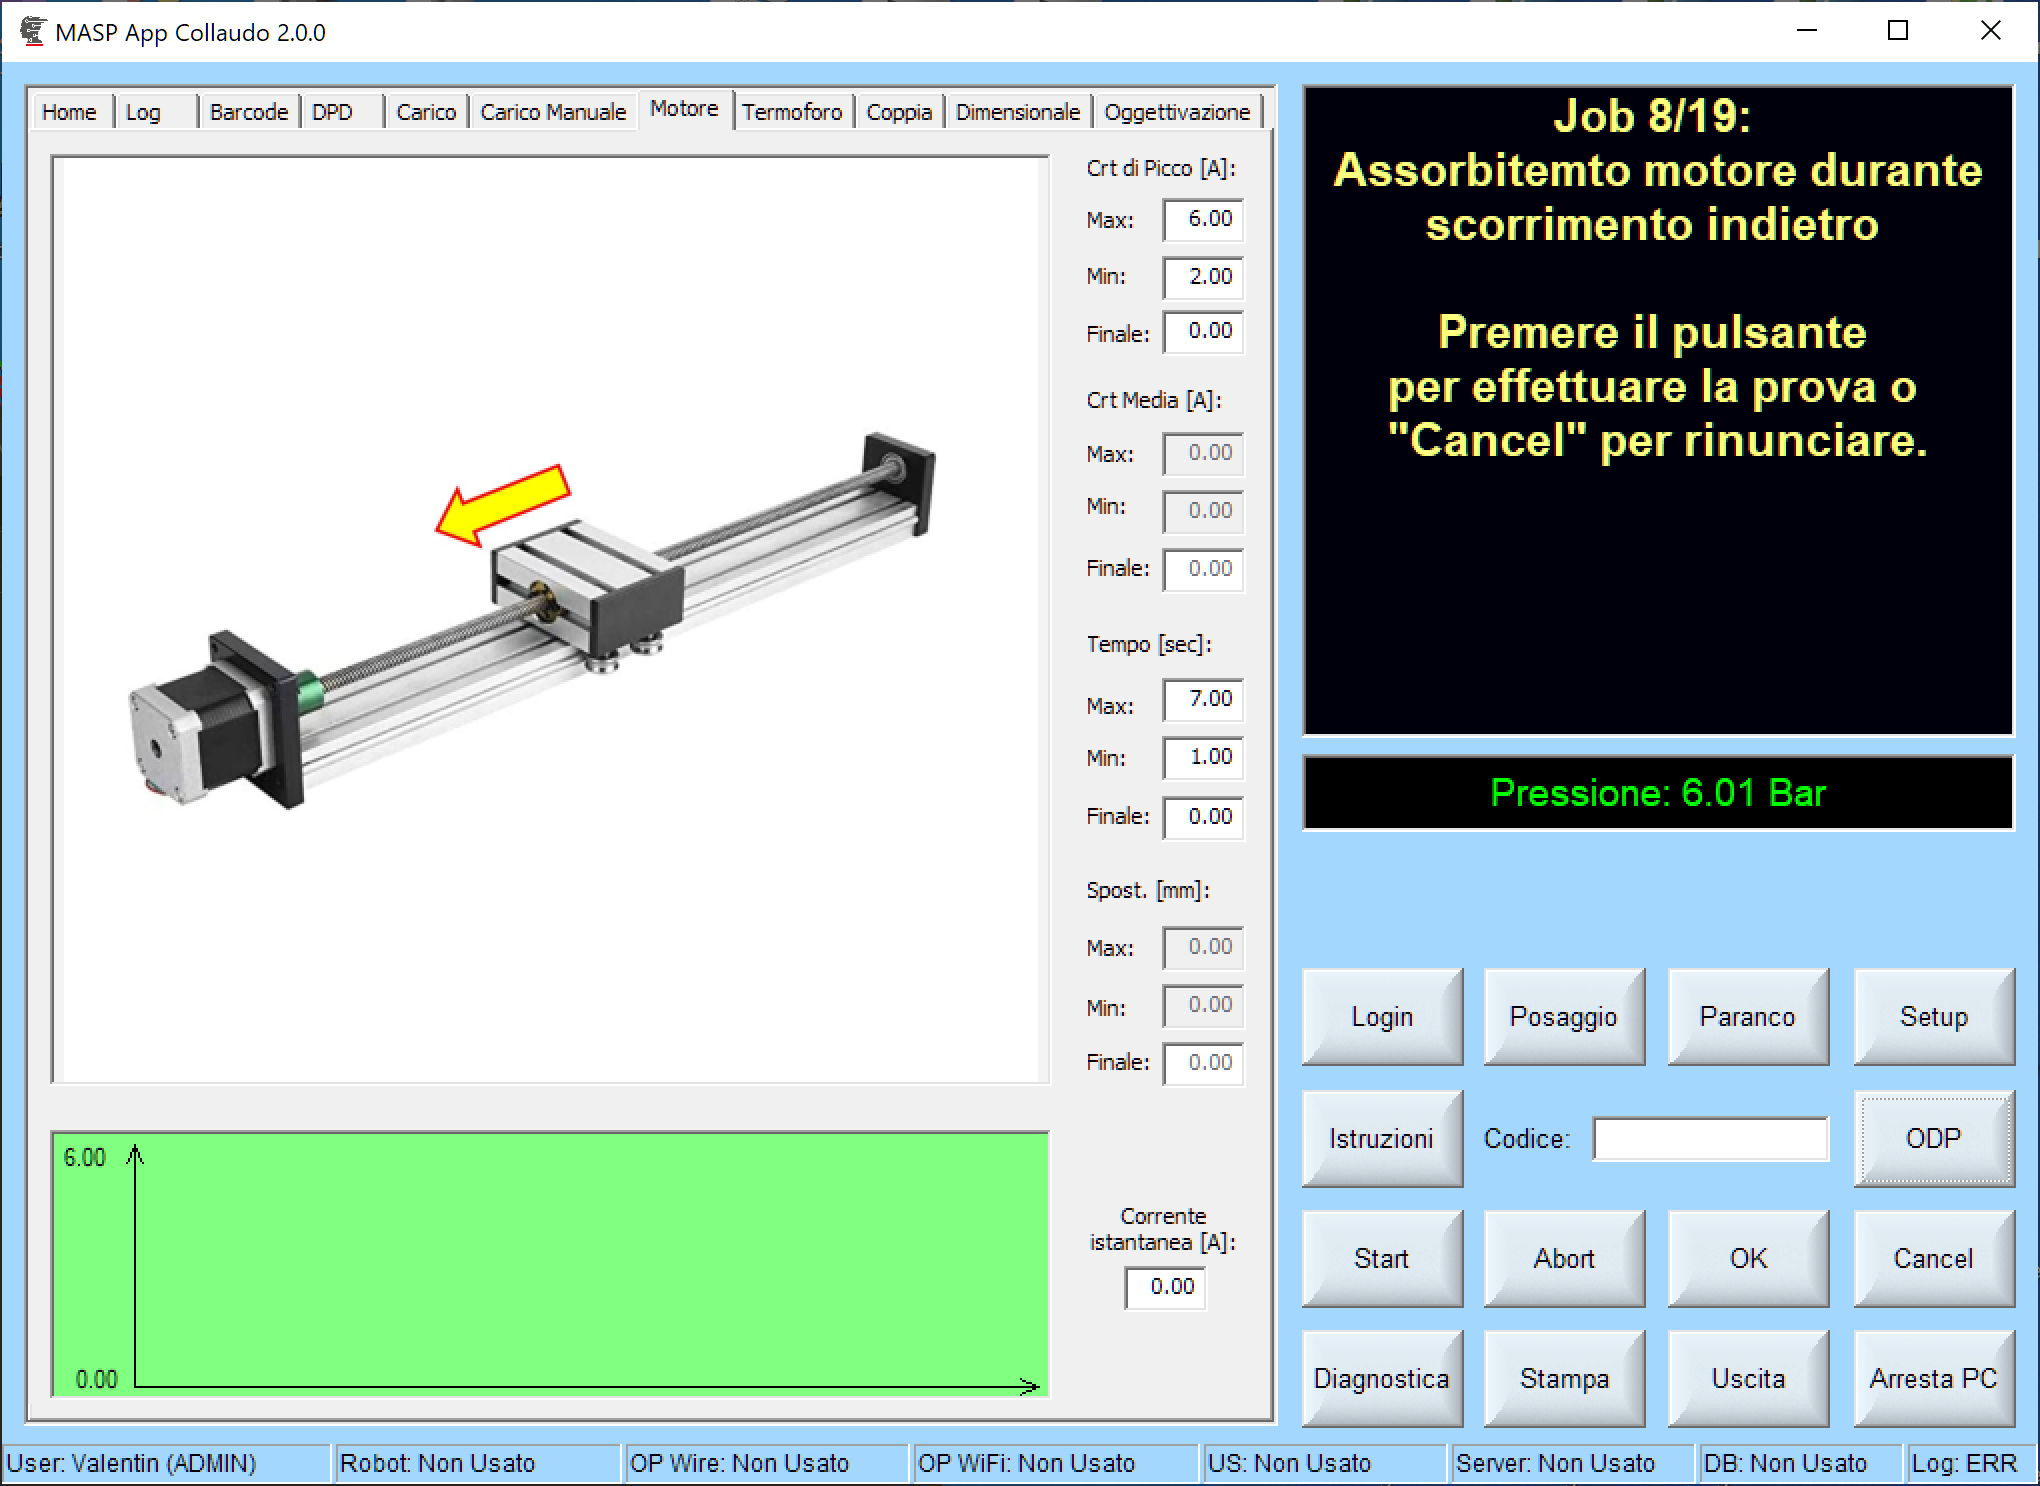 MASP App Collaudo 2.0.0
Home Log Barcode DPD Carico Carico Manuale Motore Termoforo Coppia Dimensionale Oggettivazione
Crt di Picco [A]:
Max: 6.00
Min: 2.00
Finale: 0.00
Crt Media [A]:
Max: 0.00
Min: 0.00
Finale: 0.00
Tempo [sec]:
Max: 7.00
Min: 1.00
Finale: 0.00
Spost. [mm]:
Max: 0.00
Min: 0.00
Finale: 0.00
6.00
0.00
Corrente
istantanea [A]:
0.00
Job 8/19:
Assorbitemto motore durante
scorrimento indietro
Premere il pulsante
per effettuare la prova o
"Cancel" per rinunciare.
Pressione: 6.01 Bar
Login Posaggio Paranco Setup
Istruzioni Codice: ODP
Start Abort OK Cancel
Diagnostica Stampa Uscita Arresta PC
User: Valentin (ADMIN) Robot: Non Usato OP Wire: Non Usato OP WiFi: Non Usato US: Non Usato Server: Non Usato DB: Non Usato Log: ERR